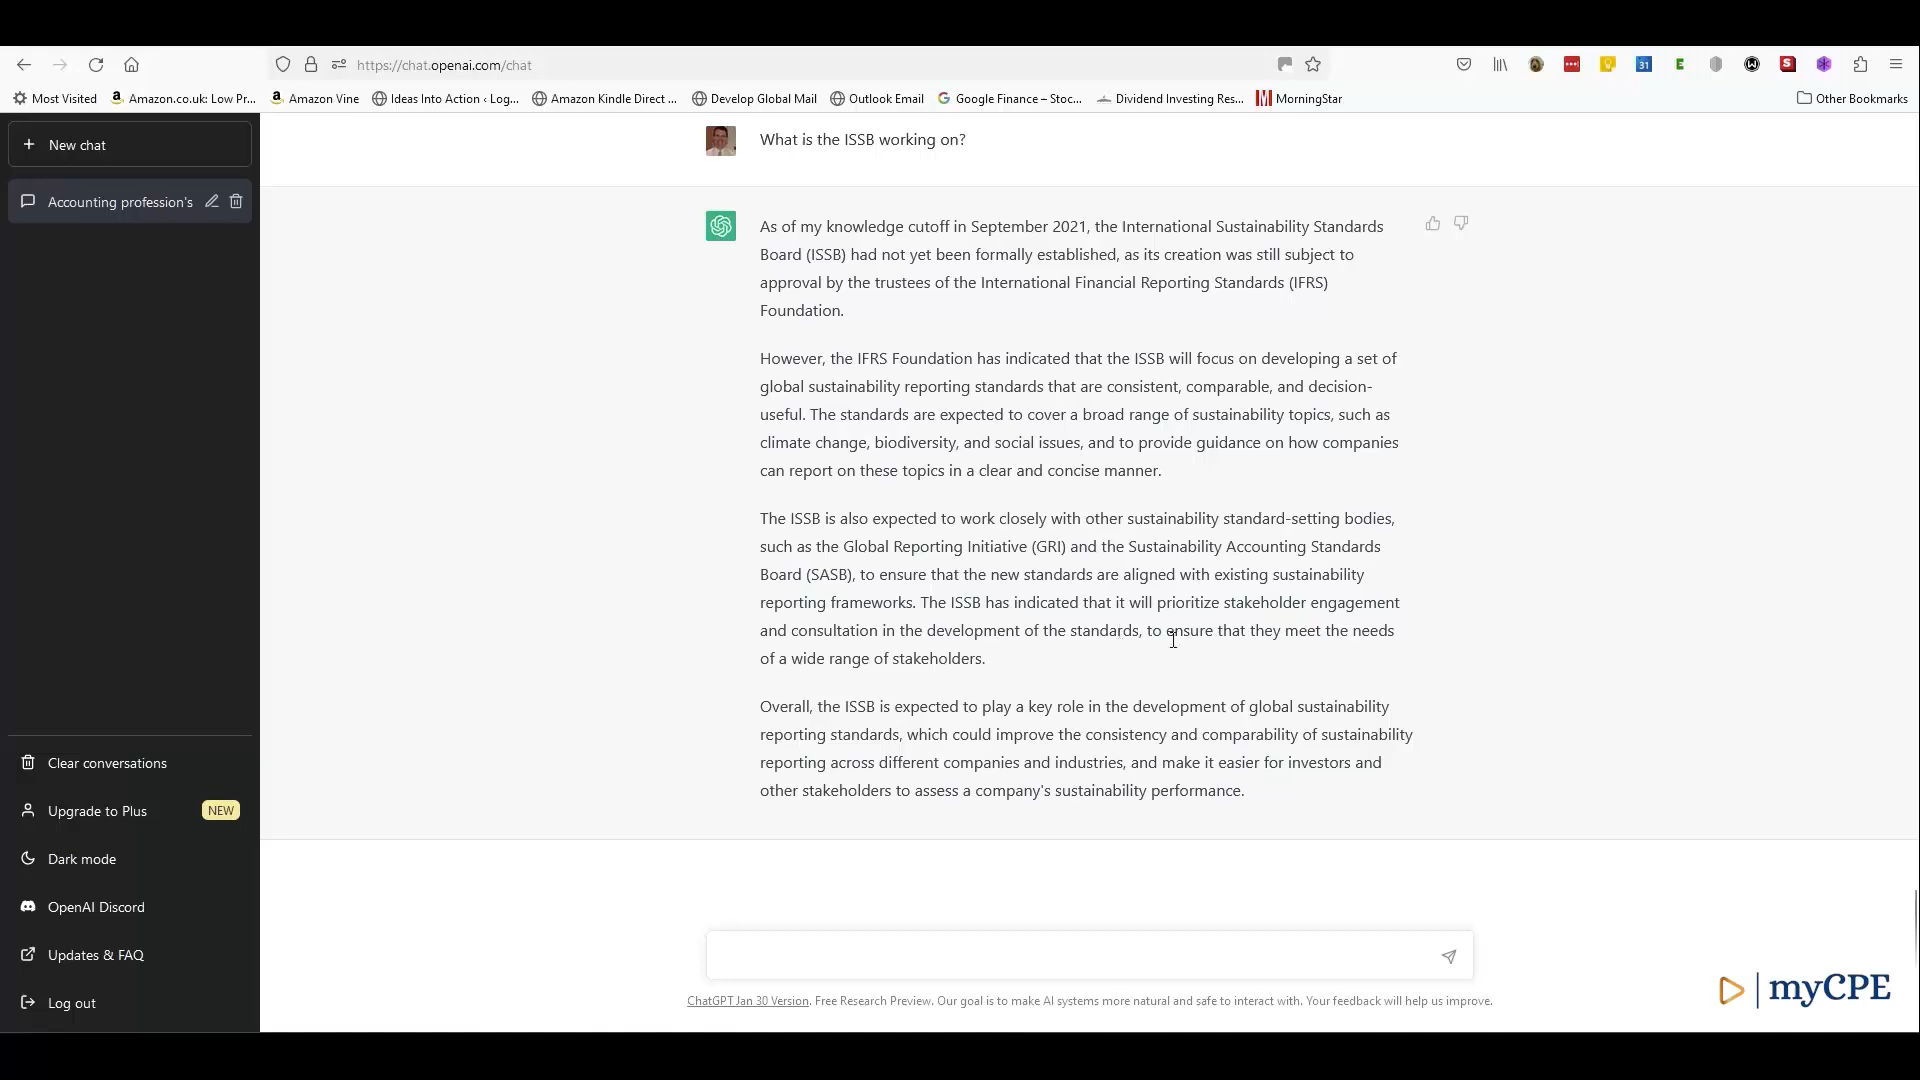 https://chat.openai.com/chat
31
E
S
Most Visited
Amazon.co.uk: Low Pr...
Amazon Vine
Ideas Into Action ‹ Log...
Amazon Kindle Direct ...
Develop Global Mail
Outlook Email
Google Finance – Stoc...
Dividend Investing Res...
MorningStar
Other Bookmarks
New chat
Accounting profession's
What is the ISSB working on?
As of my knowledge cutoff in September 2021, the International Sustainability Standards
Board (ISSB) had not yet been formally established, as its creation was still subject to
approval by the trustees of the International Financial Reporting Standards (IFRS)
Foundation.
However, the IFRS Foundation has indicated that the ISSB will focus on developing a set of
global sustainability reporting standards that are consistent, comparable, and decision-
useful. The standards are expected to cover a broad range of sustainability topics, such as
climate change, biodiversity, and social issues, and to provide guidance on how companies
can report on these topics in a clear and concise manner.
The ISSB is also expected to work closely with other sustainability standard-setting bodies,
such as the Global Reporting Initiative (GRI) and the Sustainability Accounting Standards
Board (SASB), to ensure that the new standards are aligned with existing sustainability
reporting frameworks. The ISSB has indicated that it will prioritize stakeholder engagement
and consultation in the development of the standards, to ensure that they meet the needs
of a wide range of stakeholders.
Overall, the ISSB is expected to play a key role in the development of global sustainability
reporting standards, which could improve the consistency and comparability of sustainability
reporting across different companies and industries, and make it easier for investors and
other stakeholders to assess a company's sustainability performance.
Clear conversations
Upgrade to Plus
NEW
Dark mode
OpenAI Discord
Updates & FAQ
Log out
ChatGPT Jan 30 Version. Free Research Preview. Our goal is to make AI systems more natural and safe to interact with. Your feedback will help us improve.
myCPE